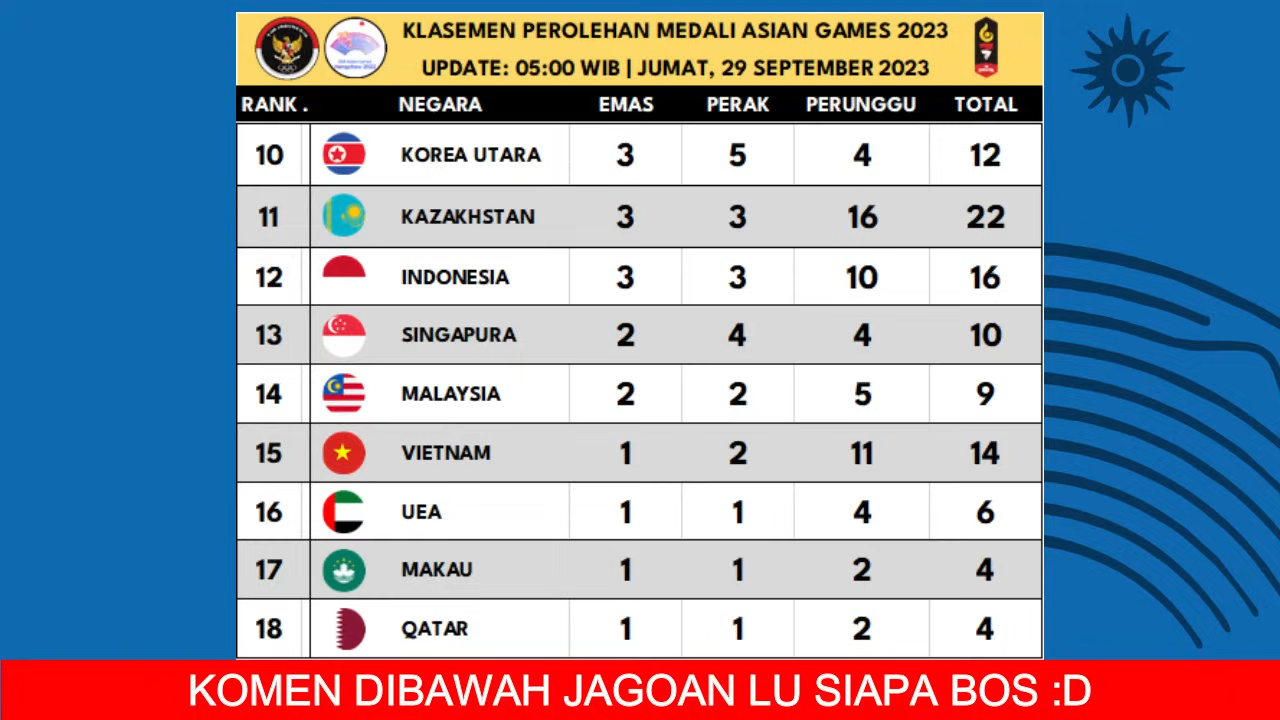 KLASEMEN PEROLEHAN MEDALI ASIAN GAMES 2023
UPDATE: 05:00 WIB | JUMAT, 29 SEPTEMBER 2023
RANK . NEGARA EMAS PERAK PERUNGGU TOTAL
10 KOREA UTARA 3 5 4 12
11 KAZAKHSTAN 3 3 16 22
12 INDONESIA 3 3 10 16
13 SINGAPURA 2 4 4 10
14 MALAYSIA 2 2 5 9
15 VIETNAM 1 2 11 14
16 UEA 1 1 4 6
17 MAKAU 1 1 2 4
18 QATAR 1 1 2 4
KOMEN DIBAWAH JAGOAN LU SIAPA BOS :D